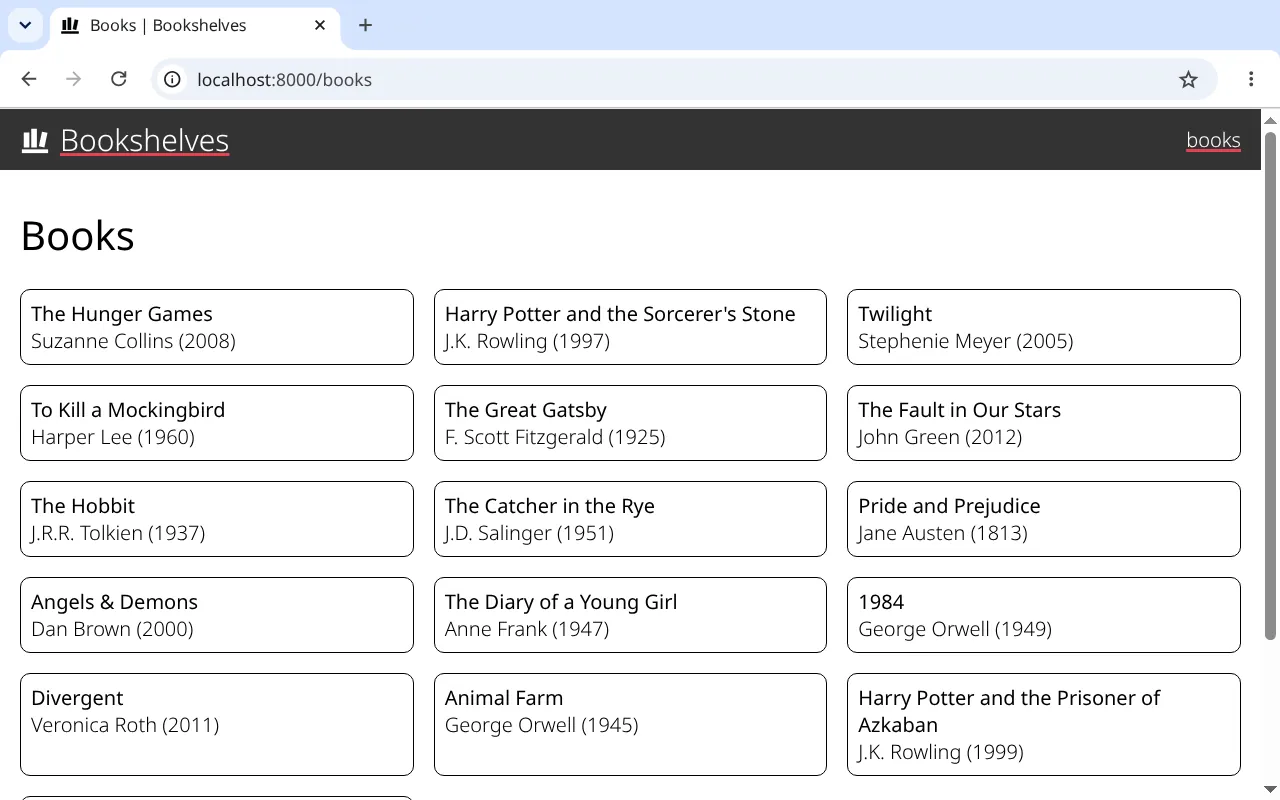 Books | Bookshelves
localhost:8000/books
Bookshelves
books
Books
The Hunger Games
Suzanne Collins (2008)
Harry Potter and the Sorcerer's Stone
J.K. Rowling (1997)
Twilight
Stephenie Meyer (2005)
To Kill a Mockingbird
Harper Lee (1960)
The Great Gatsby
F. Scott Fitzgerald (1925)
The Fault in Our Stars
John Green (2012)
The Hobbit
J.R.R. Tolkien (1937)
The Catcher in the Rye
J.D. Salinger (1951)
Pride and Prejudice
Jane Austen (1813)
Angels & Demons
Dan Brown (2000)
The Diary of a Young Girl
Anne Frank (1947)
1984
George Orwell (1949)
Divergent
Veronica Roth (2011)
Animal Farm
George Orwell (1945)
Harry Potter and the Prisoner of
Azkaban
J.K. Rowling (1999)